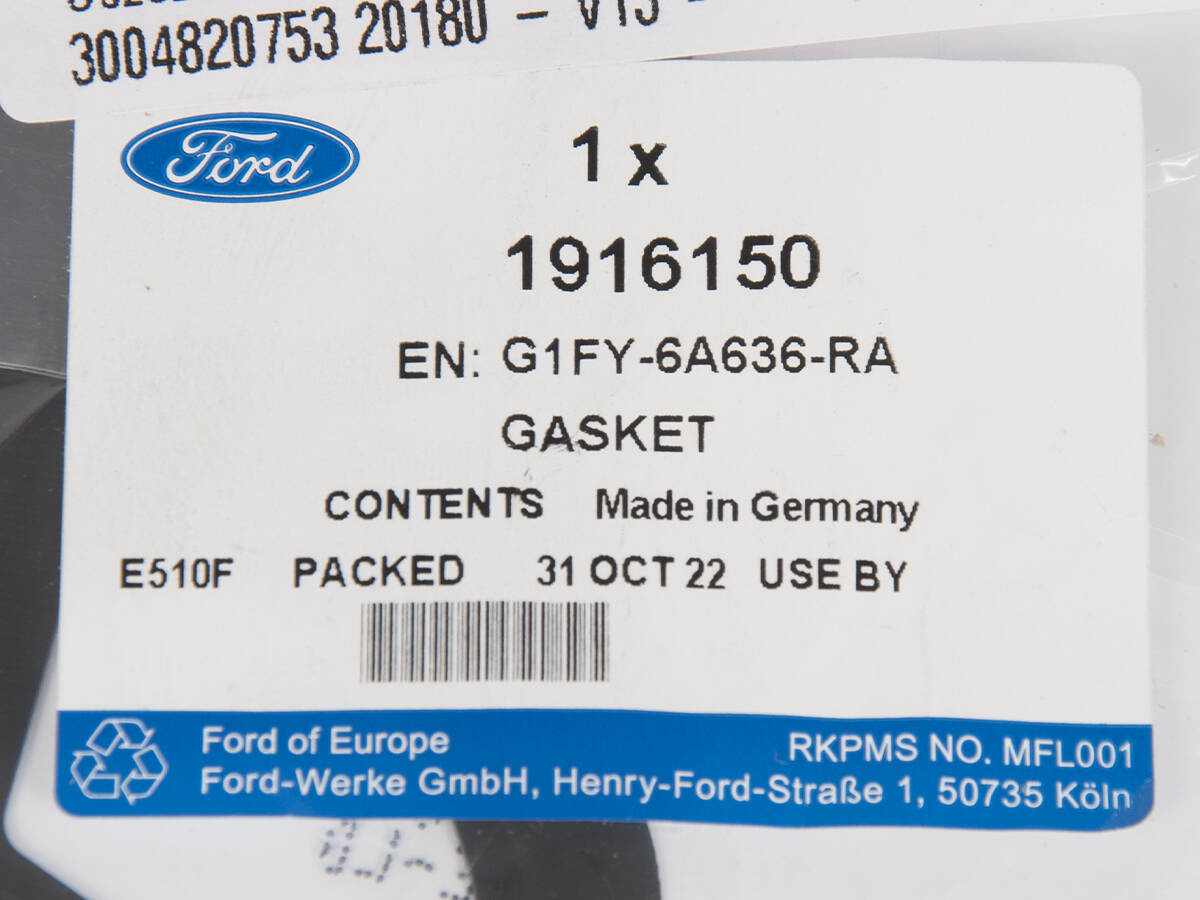 3004820753 20180 - V15
Ford
1 x
1916150
EN: G1FY-6A636-RA
GASKET
CONTENTS Made in Germany
E510F PACKED 31 OCT 22 USE BY
Ford of Europe RKPMS NO. MFL001
Ford-Werke GmbH, Henry-Ford-Straße 1, 50735 Köln